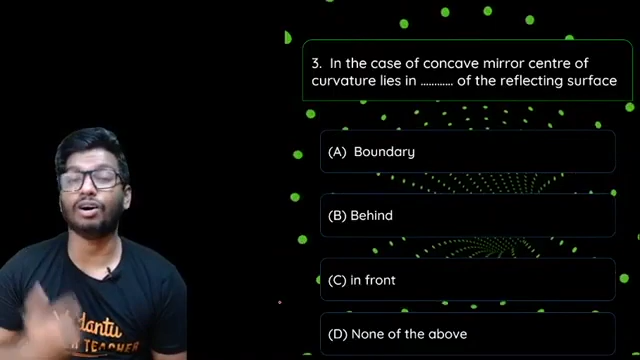 3. In the case of concave mirror centre of
curvature lies in ............ of the reflecting surface
(A) Boundary
(B) Behind
(C) in front
(D) None of the above
TEACHER